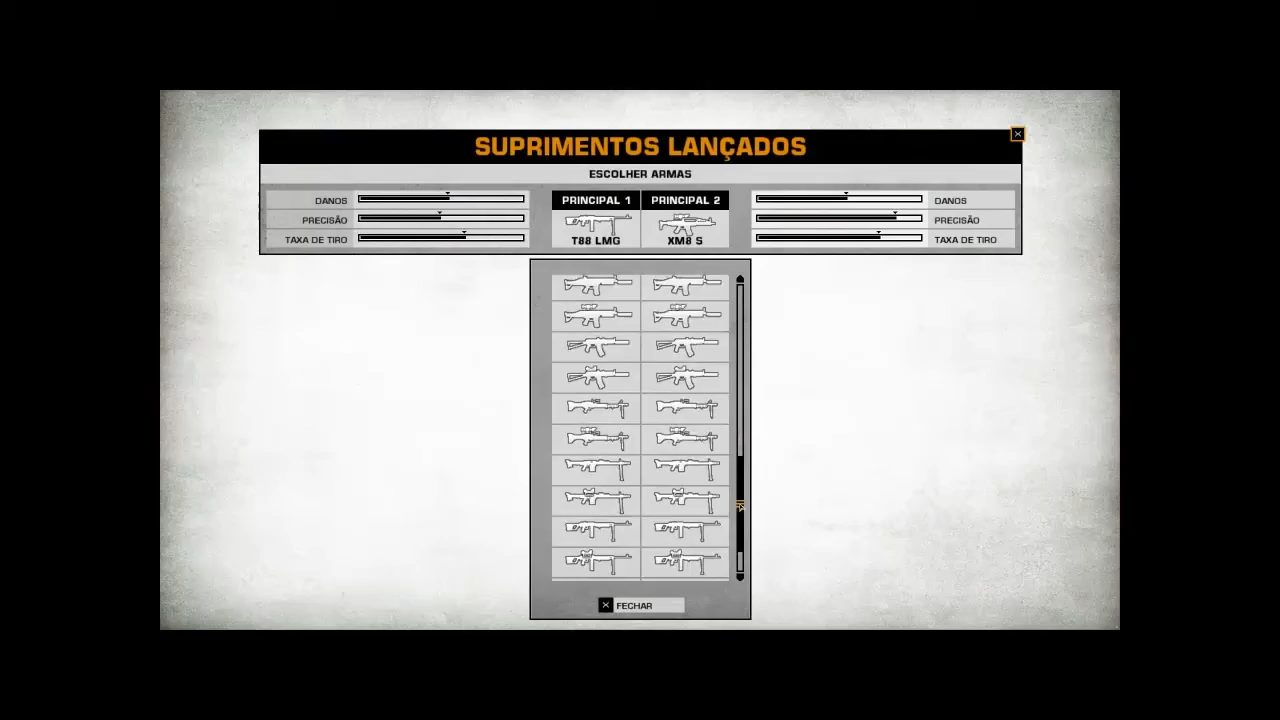 SUPRIMENTOS LANÇADOS
ESCOLHER ARMAS
DANOS
PRECISÃO
TAXA DE TIRO
PRINCIPAL 1
T88 LMG
PRINCIPAL 2
XM8 S
DANOS
PRECISÃO
TAXA DE TIRO
FECHAR